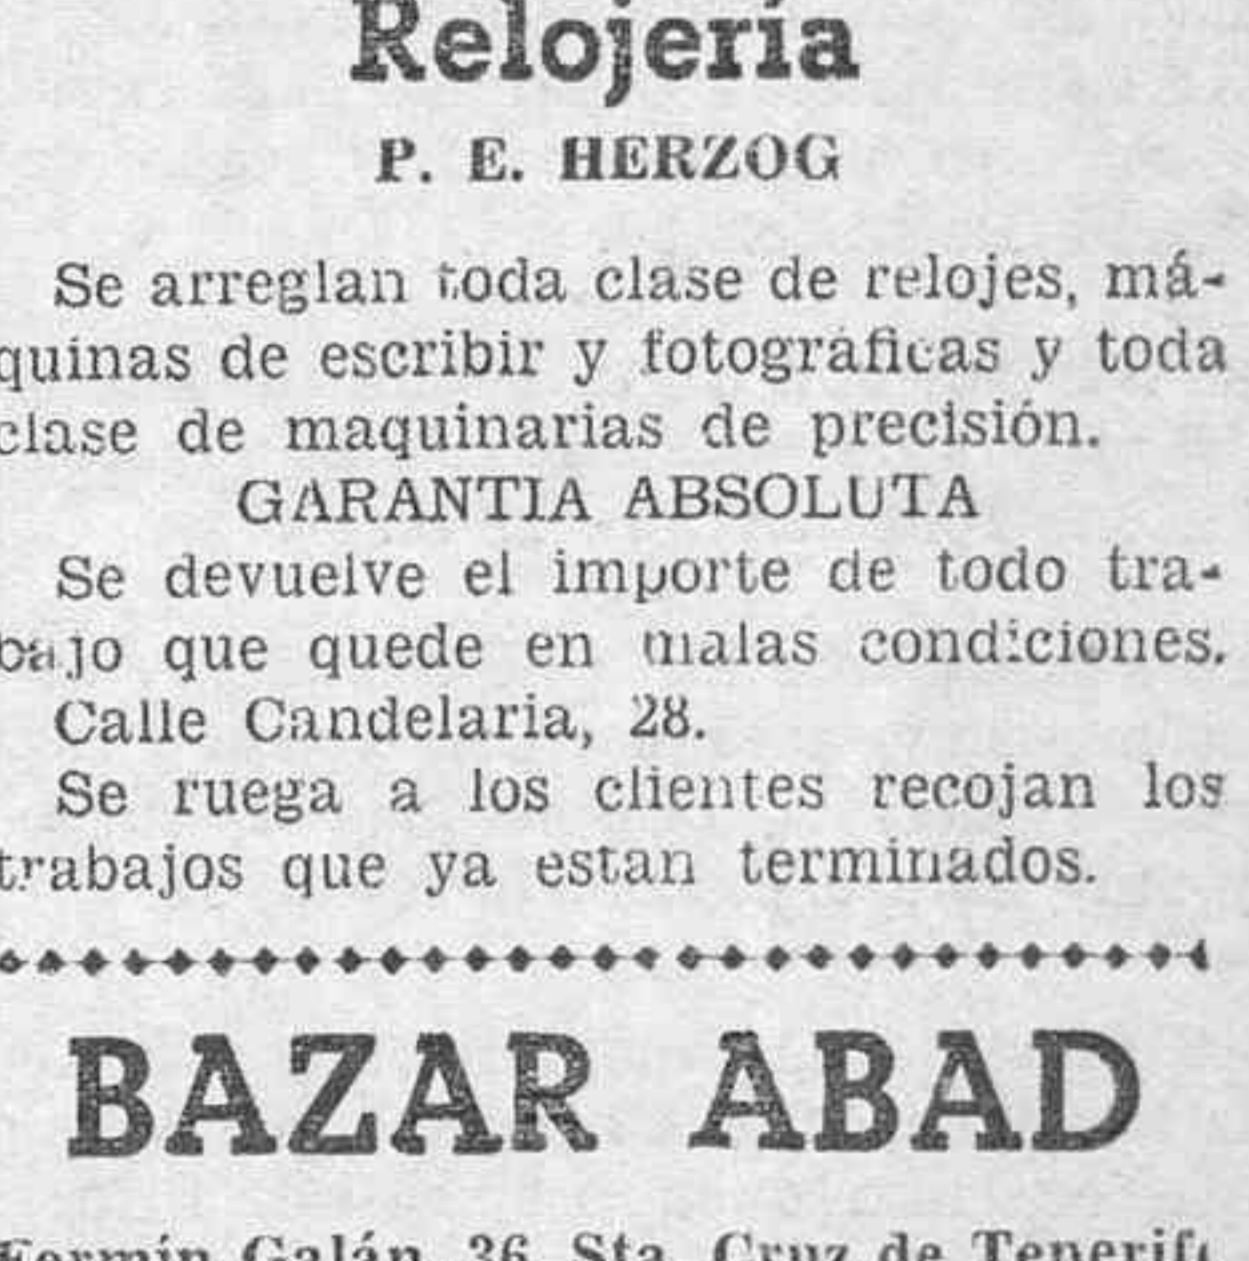 Relojería
P. E. HERZOG
Se arreglan toda clase de relojes, má-
quinas de escribir y fotográficas y toda
clase de maquinarias de precisión.
GARANTIA ABSOLUTA
Se devuelve el importe de todo tra-
bajo que quede en malas condiciones.
Calle Candelaria, 28.
Se ruega a los clientes recojan los
trabajos que ya estan terminados.
BAZAR ABAD
Fermín Galán, 36, Sta. Cruz de Tenerife